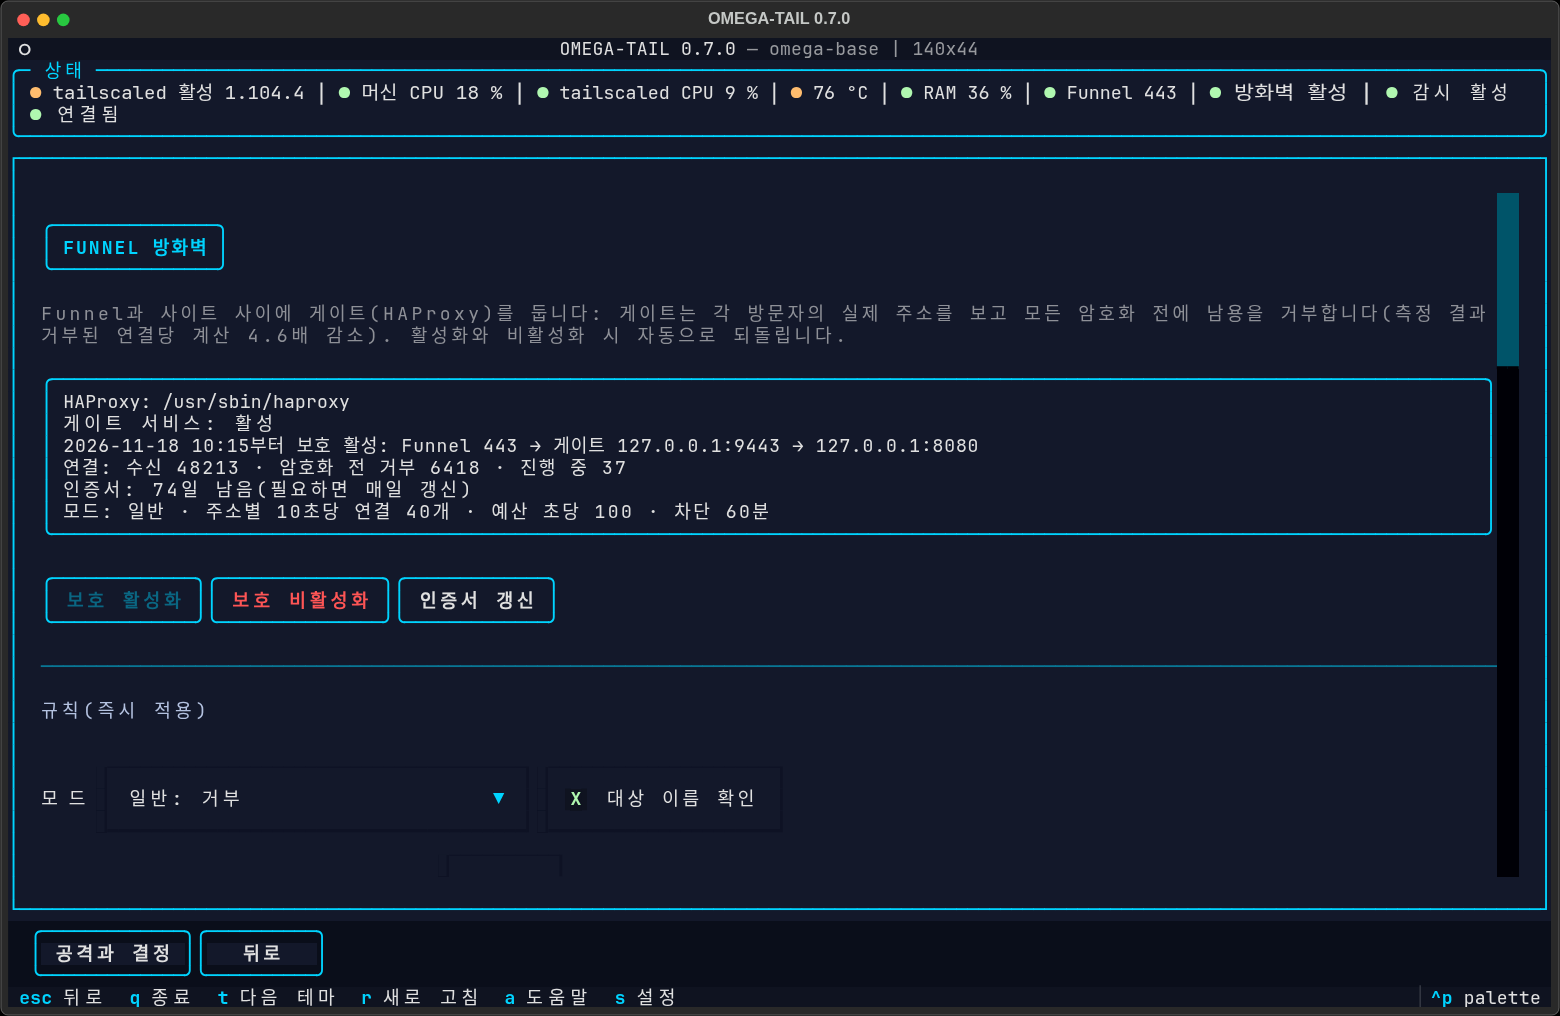 OMEGA-TAIL 0.7.0
OMEGA-TAIL 0.7.0 — omega-base | 140x44
상태
● tailscaled 활성 1.104.4 | ● 머신 CPU 18 % | ● tailscaled CPU 9 % | ● 76 °C | ● RAM 36 % | ● Funnel 443 | ● 방화벽 활성 | ● 감시 활성
● 연결됨
FUNNEL 방화벽
Funnel과 사이트 사이에 게이트(HAProxy)를 둡니다: 게이트는 각 방문자의 실제 주소를 보고 모든 암호화 전에 남용을 거부합니다(측정 결과
거부된 연결당 계산 4.6배 감소). 활성화와 비활성화 시 자동으로 되돌립니다.
HAProxy: /usr/sbin/haproxy
게이트 서비스: 활성
2026-11-18 10:15부터 보호 활성: Funnel 443 → 게이트 127.0.0.1:9443 → 127.0.0.1:8080
연결: 수신 48213 · 암호화 전 거부 6418 · 진행 중 37
인증서: 74일 남음(필요하면 매일 갱신)
모드: 일반 · 주소별 10초당 연결 40개 · 예산 초당 100 · 차단 60분
보호 활성화 보호 비활성화 인증서 갱신
규칙(즉시 적용)
모드 일반: 거부 ▼ X 대상 이름 확인
공격과 결정 뒤로
esc 뒤로 q 종료 t 다음 테마 r 새로 고침 a 도움말 s 설정 ^p palette